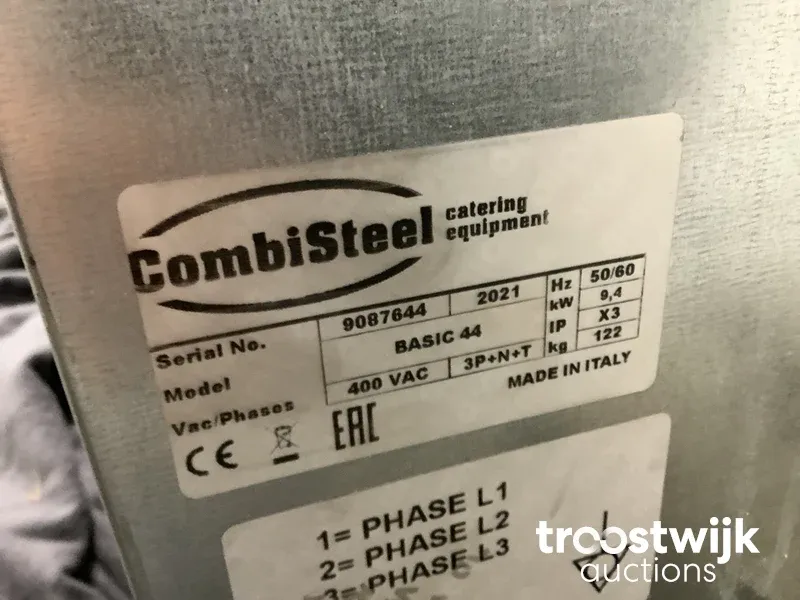 CombiSteel catering
equipment
Serial No. 9087644 2021 Hz 50/60
kW 9,4
Model BASIC 44 IP X3
Vac/Phases 400 VAC 3P+N+T kg 122
MADE IN ITALY
CE EAC
1= PHASE L1
2= PHASE L2
3= PHASE L3
troostwijk
auctions